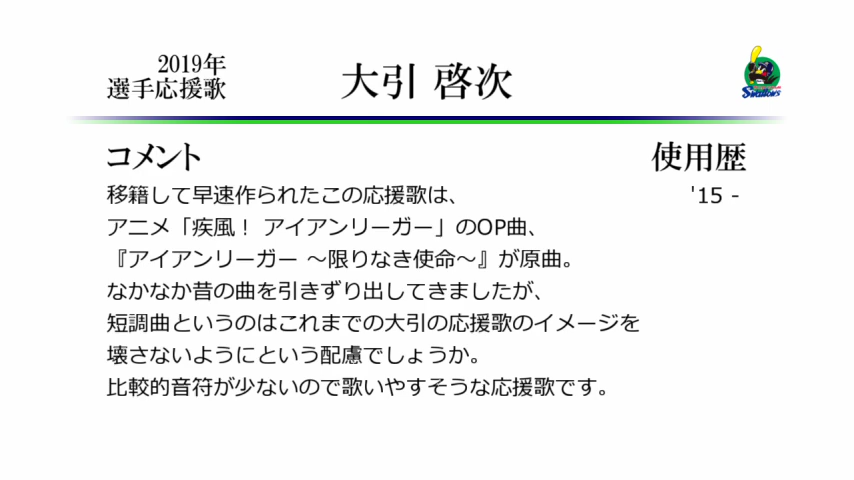 2019年
選手応援歌
大引 啓次
Swallows
コメント
使用歴
移籍して早速作られたこの応援歌は、
'15 -
アニメ「疾風！ アイアンリーガー」のOP曲、
『アイアンリーガー ～限りなき使命～』が原曲。
なかなか昔の曲を引きずり出してきましたが、
短調曲というのはこれまでの大引の応援歌のイメージを
壊さないようにという配慮でしょうか。
比較的音符が少ないので歌いやすそうな応援歌です。